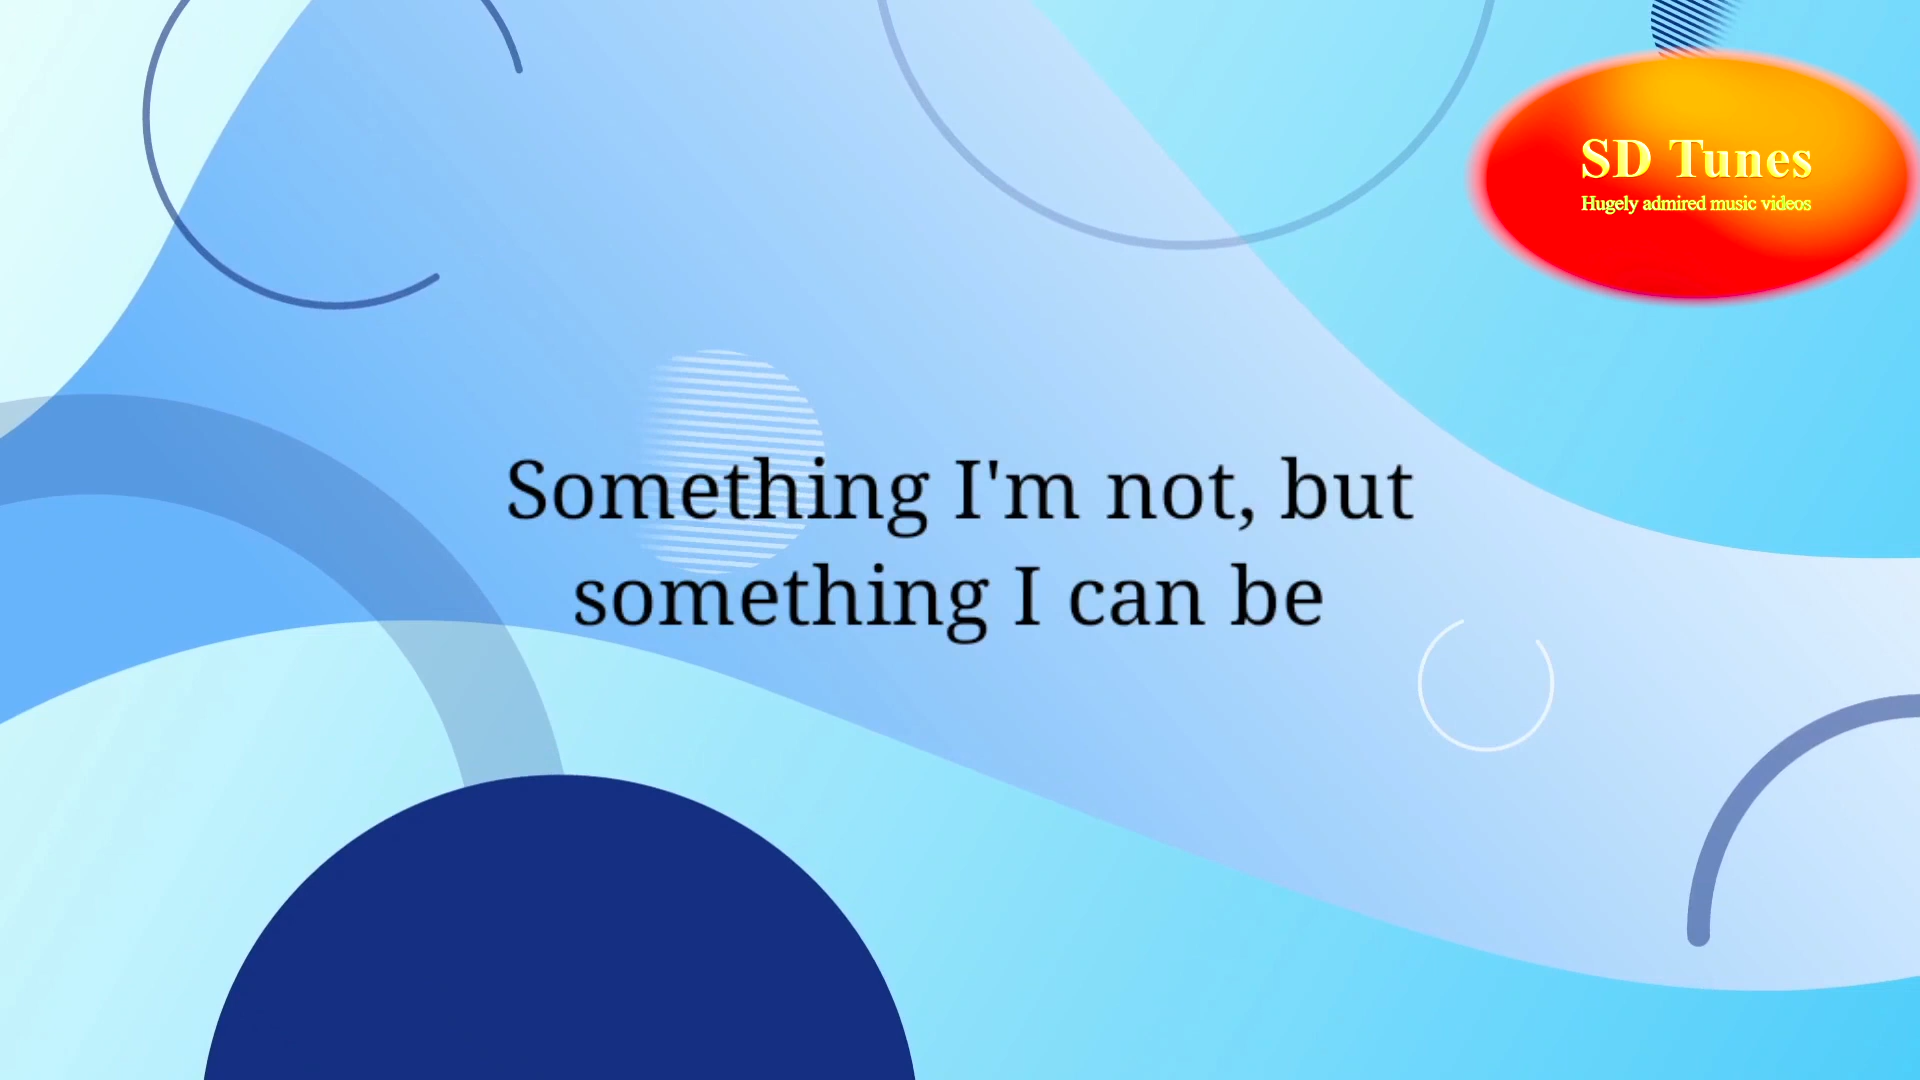 SD Tunes
Hugely admired music videos
Something I'm not, but
something I can be